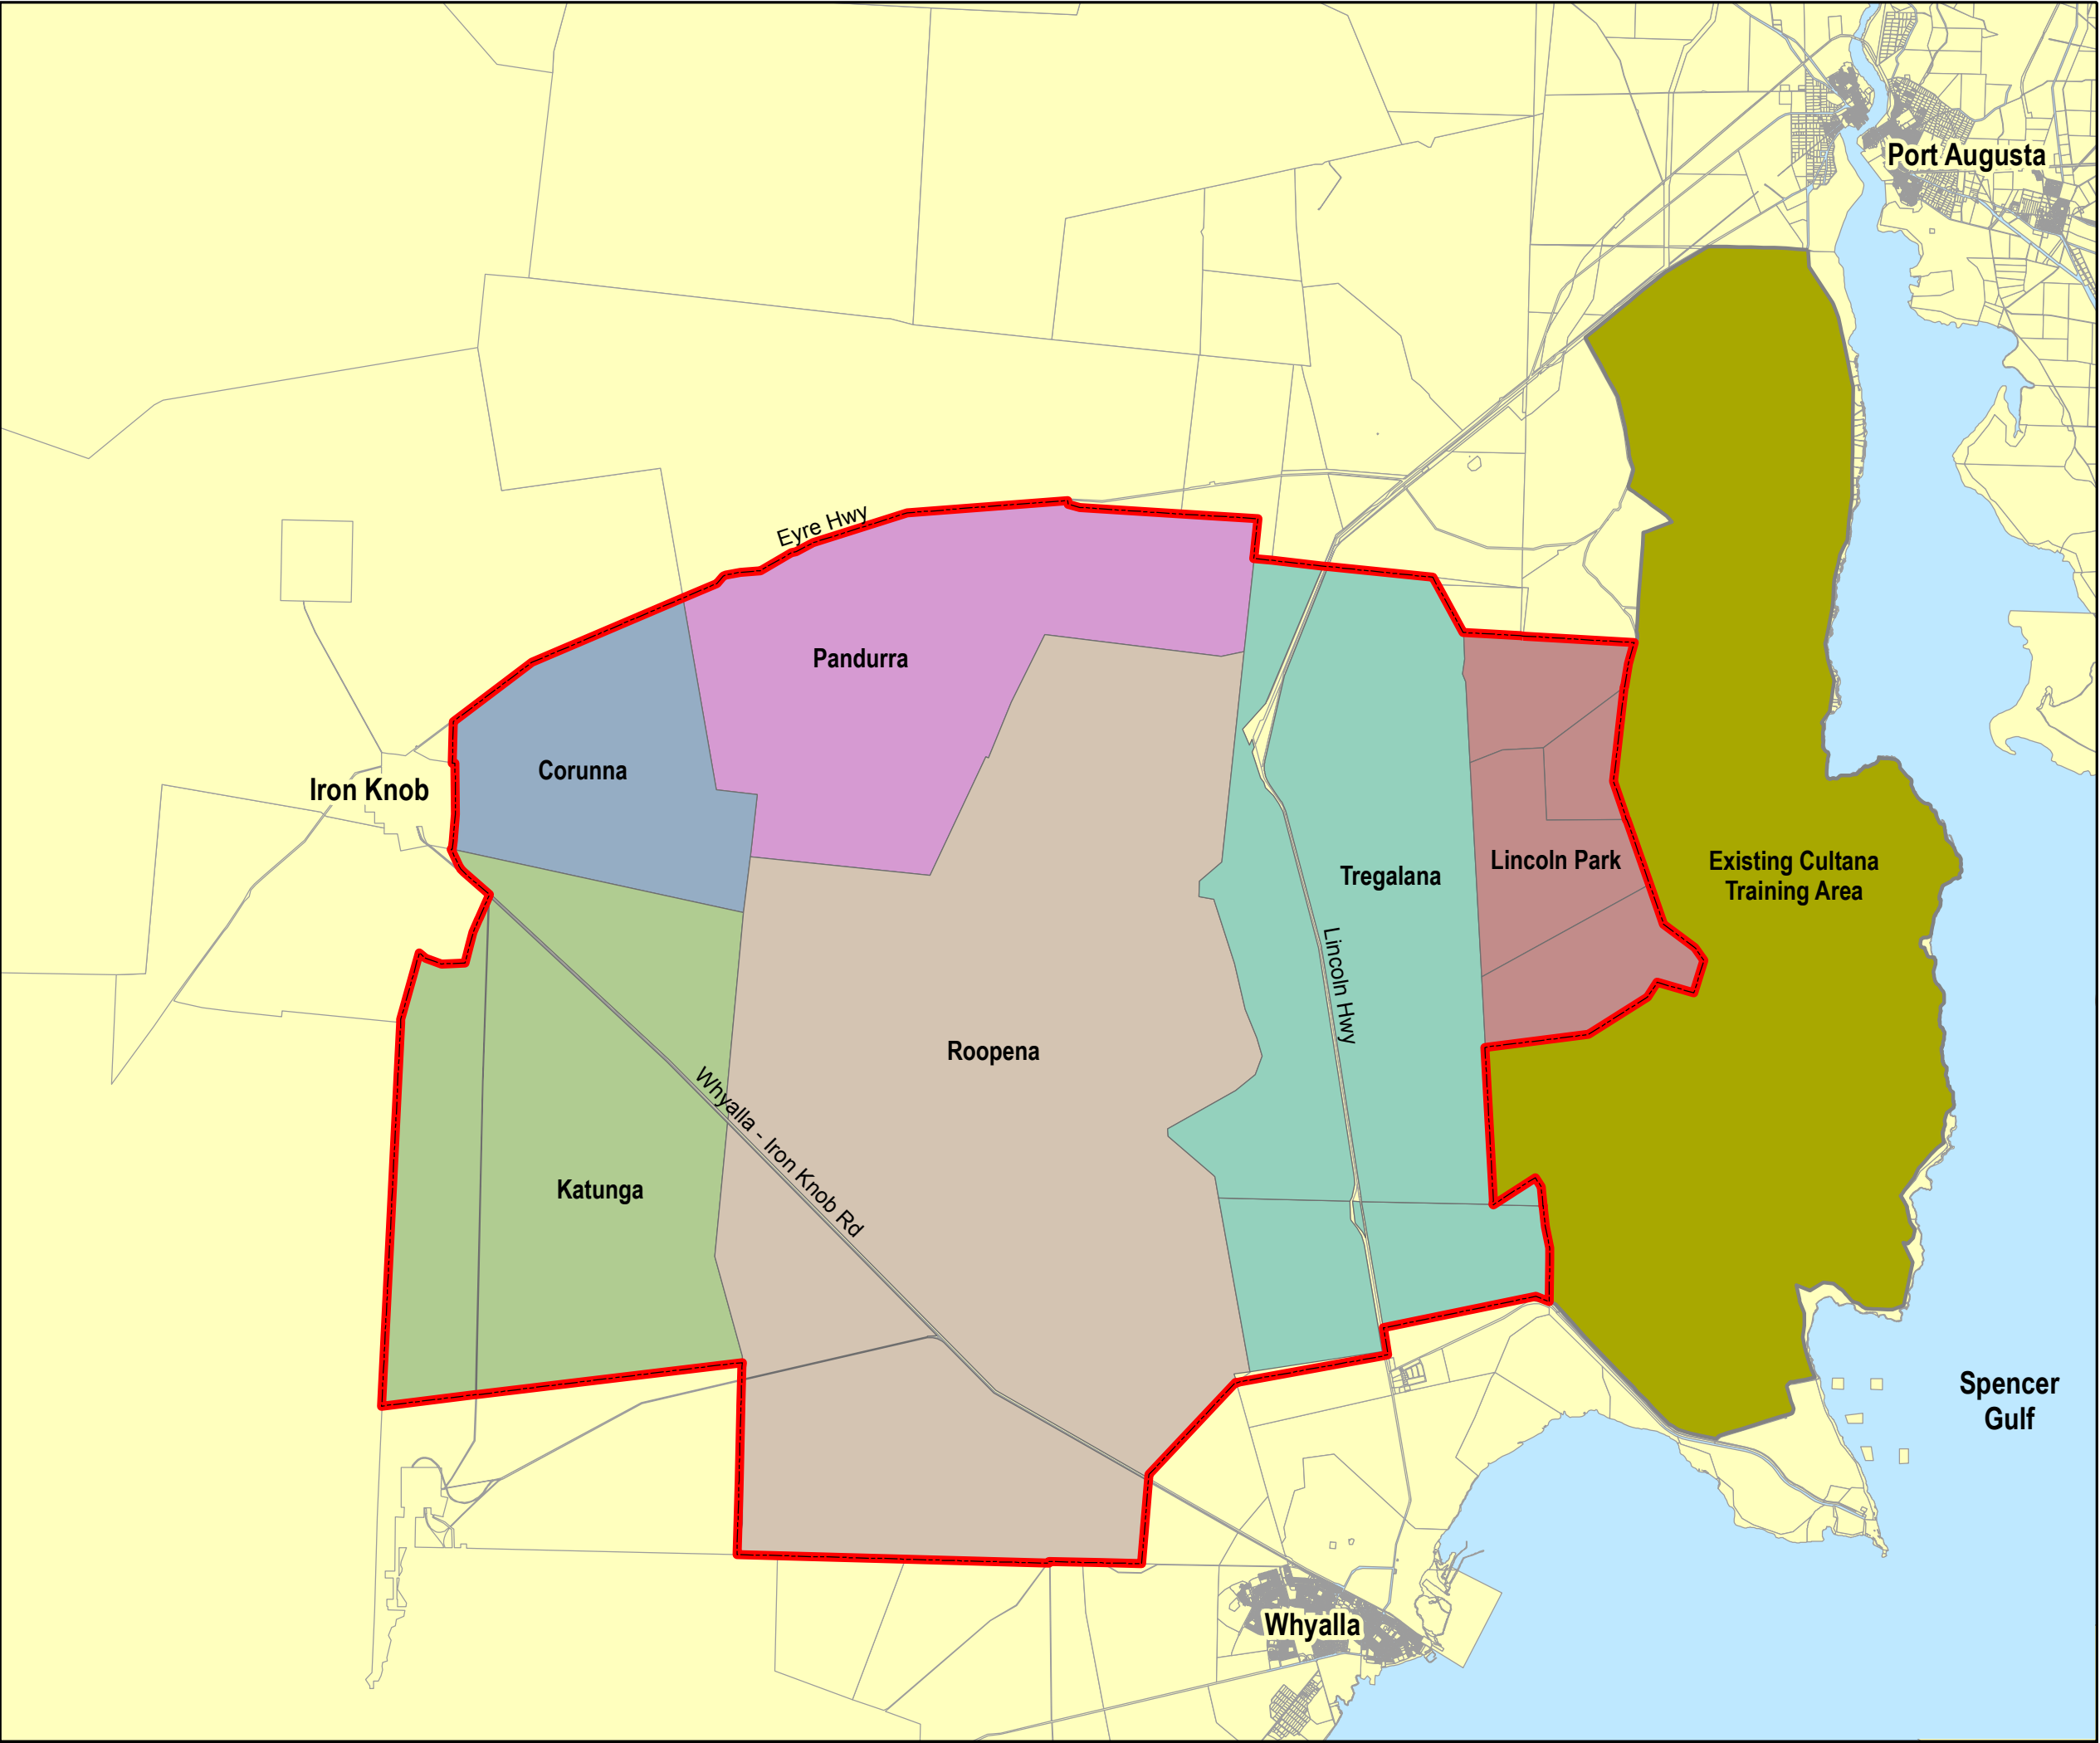 Port Augusta
Eyre Hwy
Pandurra
Corunna
Iron Knob
Lincoln Park
Existing Cultana
Training Area
Tregalana
Lincoln Hwy
Roopena
Whyalla - Iron Knob Rd
Katunga
Spencer
Gulf
Whyalla